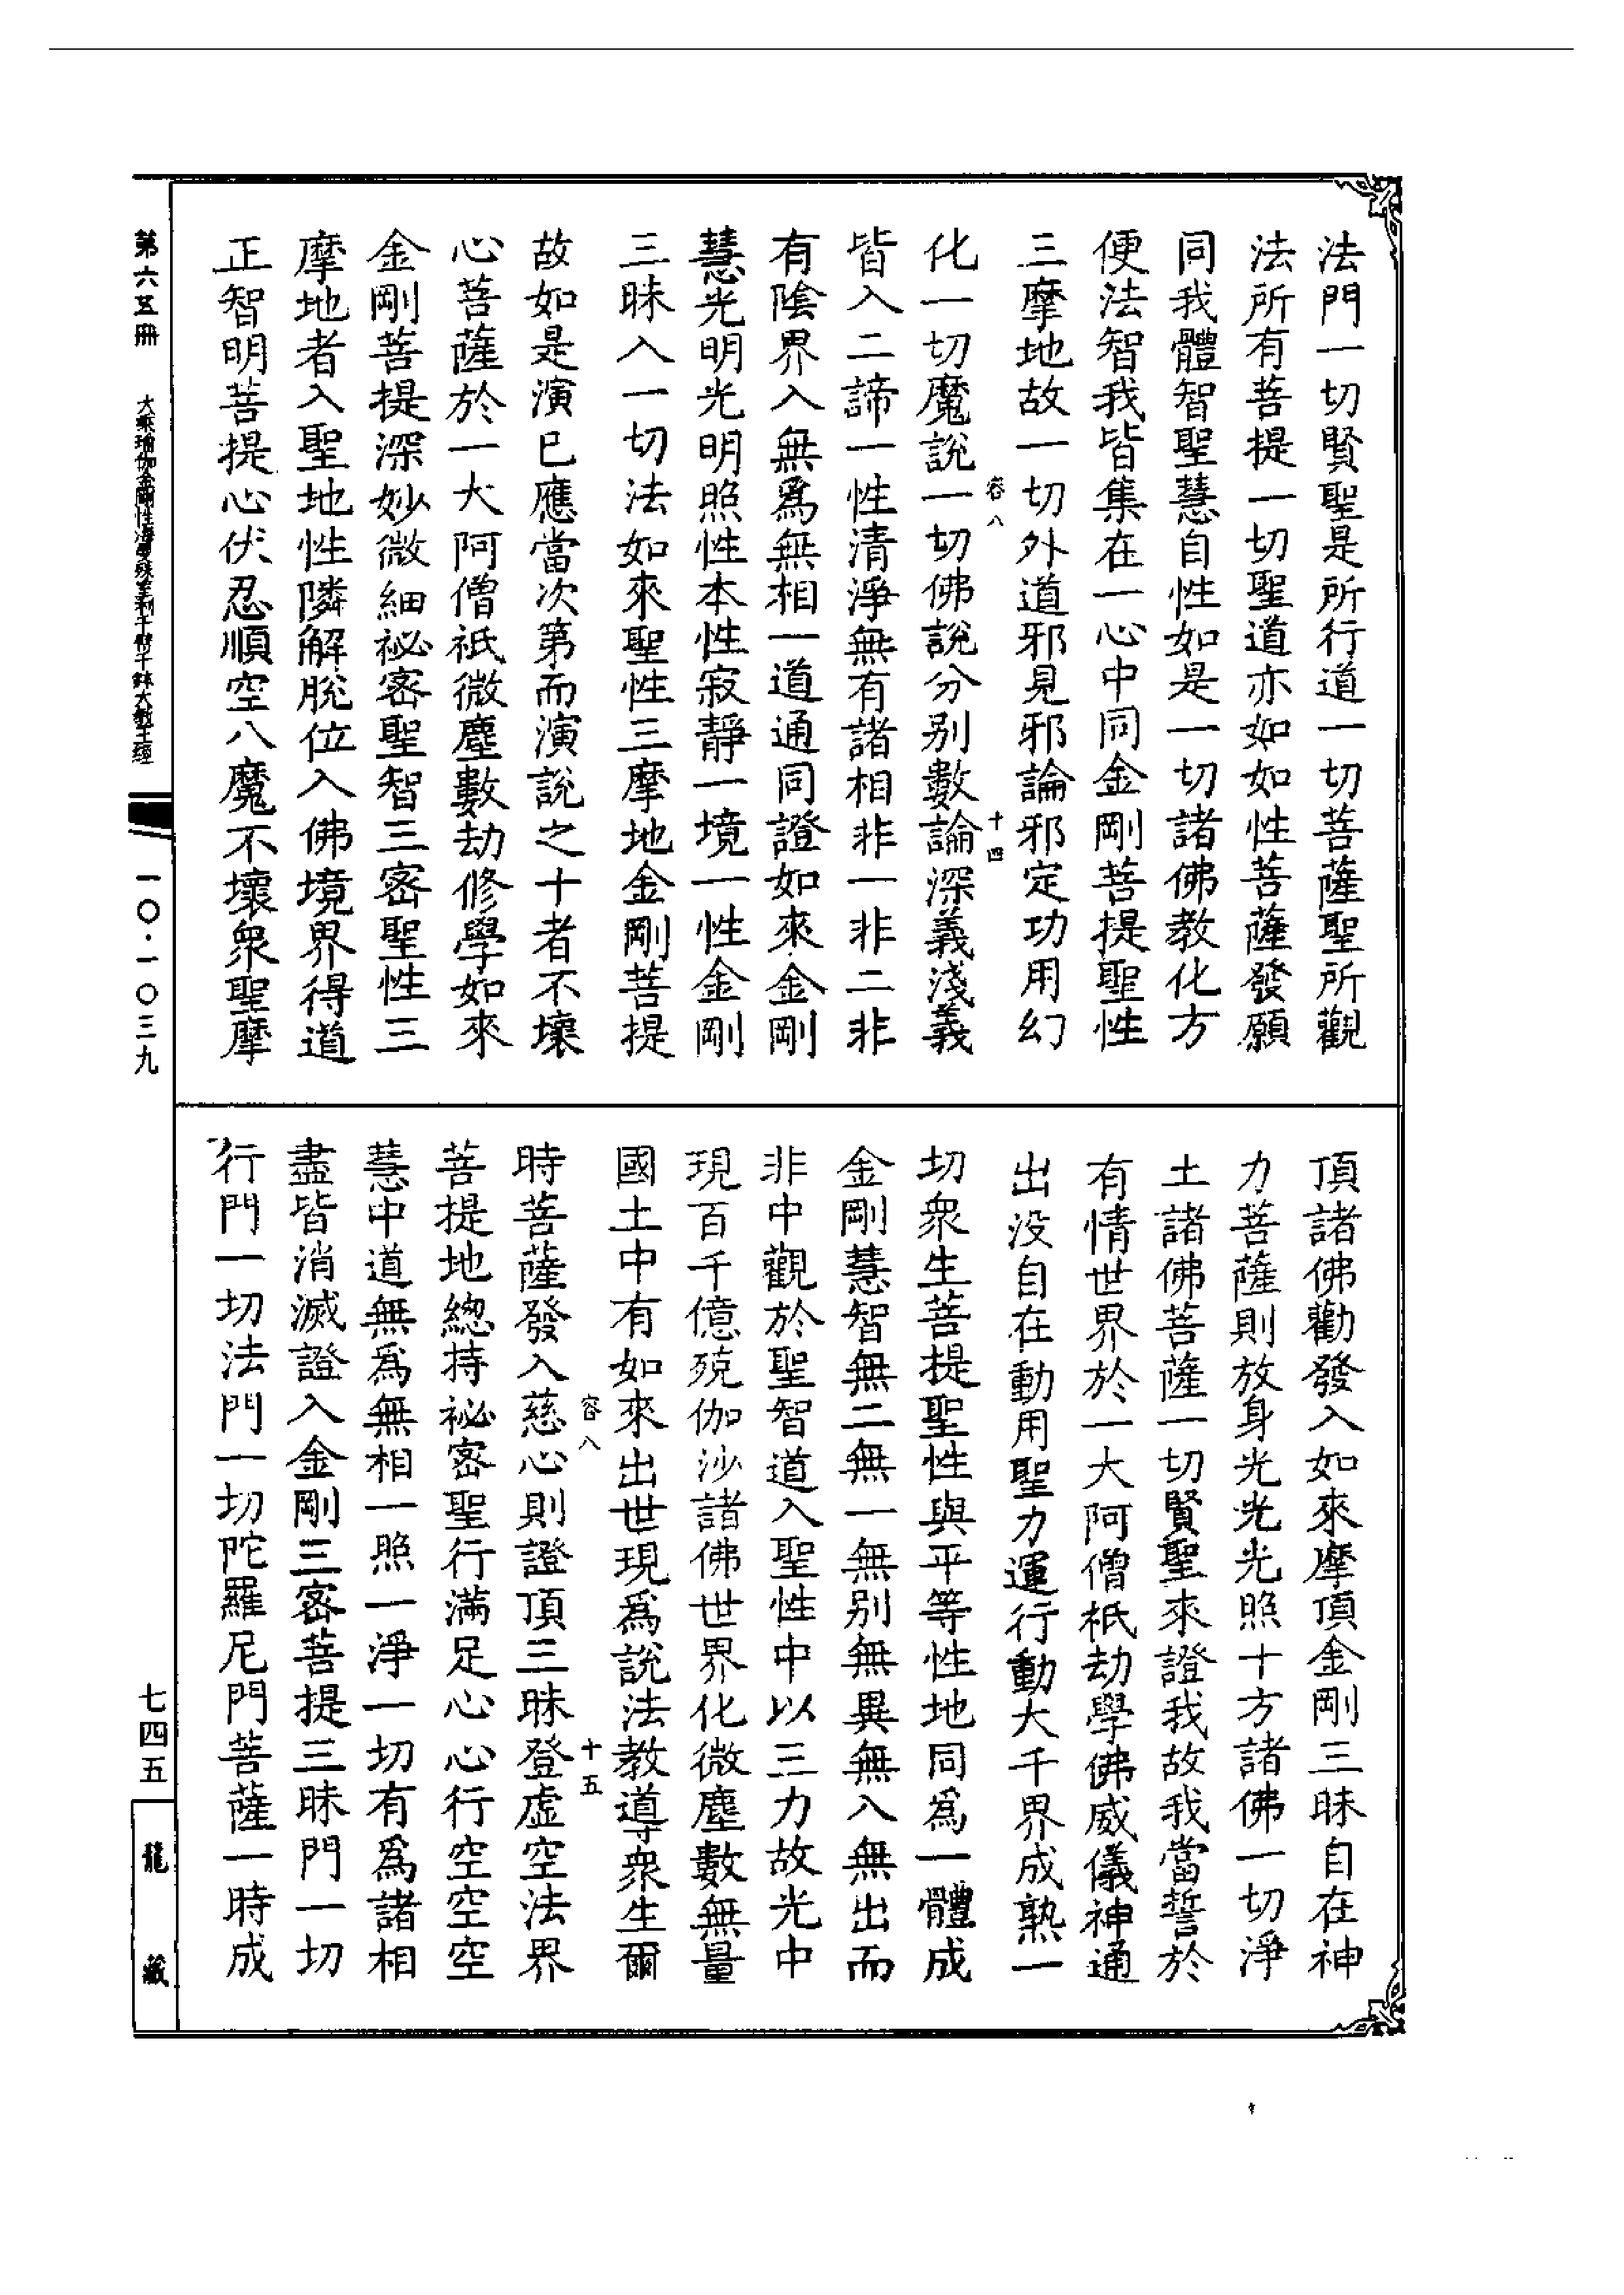 法門一切賢聖是所行道一切菩薩聖所觀
法所有菩提一切聖道亦如如性菩薩發願
同我體智聖慧自性如是一切諸佛教化方
便法智我皆集在一心中同金剛菩提聖性
三摩地故一切外道邪見邪論邪定功用幻
容八 十四
化一切魔說一切佛說分別數論深義淺義
皆入二諦一性清淨無有諸相非一非二非
有陰界入無爲無相一道通同證如來金剛
慧光明光明照性本性寂靜一境一性金剛
三昧入一切法如來聖性三摩地金剛菩提
故如是演已應當次第而演說之十者不壞
心菩薩於一大阿僧祇微塵數劫修學如來
金剛菩提深妙微細祕密聖智三密聖性三
摩地者入聖地性隣解脫位入佛境界得道
正智明菩提心伏忍順空八魔不壞衆聖摩
頂諸佛勸發入如來摩頂金剛三昧自在神
力菩薩則放身光光光照十方諸佛一切淨
土諸佛菩薩一切賢聖來證我故我當誓於
有情世界於一大阿僧祇劫學佛威儀神通
出没自在動用聖力運行動大千界成熟一
切衆生菩提聖性與平等性地同爲一體成
金剛慧智無二無一無別無異無入無出而
非中觀於聖智道入聖性中以三力故光中
現百千億殑伽沙諸佛世界化微塵數無量
國土中有如來出世現爲說法教道衆生爾
容八 十五
時菩薩發入慈心則證頂三昧登虛空法界
菩提地總持祕密聖行滿足心心行空空空
慧中道無爲無相一照一淨一切有爲諸相
盡皆消滅證入金剛三密菩提三昧門一切
行門一切法門一切陀羅尼門菩薩一時成
第六五冊 大乘瑜伽金剛性海曼殊室利千臂千鉢大教王經
一〇·一〇三九
七四五
龍藏